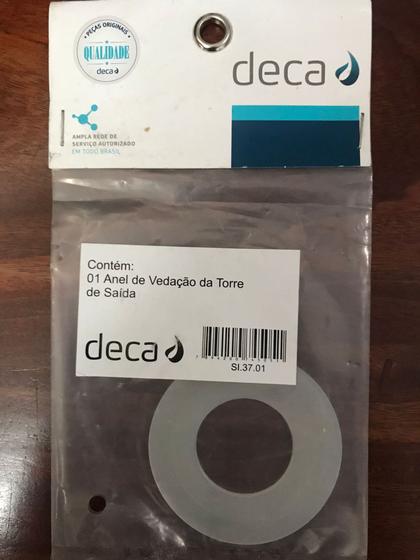 PEÇAS ORIGINAIS
QUALIDADE
deca
deca
AMPLA REDE DE
SERVIÇO AUTORIZADO
EM TODO BRASIL
Contém:
01 Anel de Vedação da Torre
de Saída
deca
SI.37.01